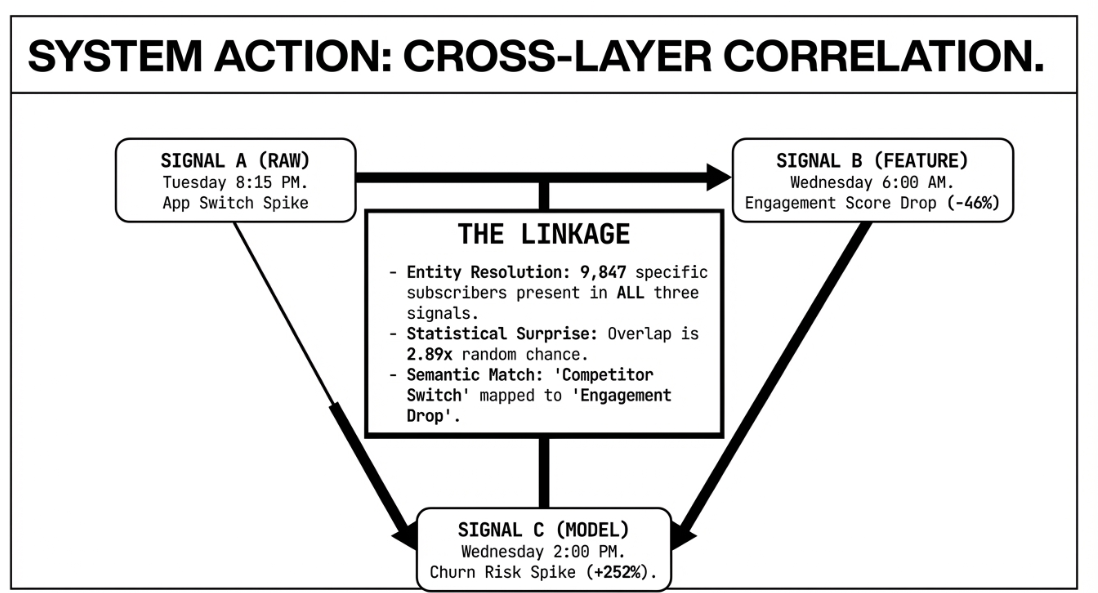 SYSTEM ACTION: CROSS-LAYER CORRELATION.
SIGNAL A (RAW)
Tuesday 8:15 PM.
App Switch Spike
SIGNAL B (FEATURE)
Wednesday 6:00 AM.
Engagement Score Drop (-46%)
THE LINKAGE
- Entity Resolution: 9,847 specific
subscribers present in ALL three
signals.
- Statistical Surprise: Overlap is
2.89x random chance.
- Semantic Match: 'Competitor
Switch' mapped to 'Engagement
Drop'.
SIGNAL C (MODEL)
Wednesday 2:00 PM.
Churn Risk Spike (+252%).